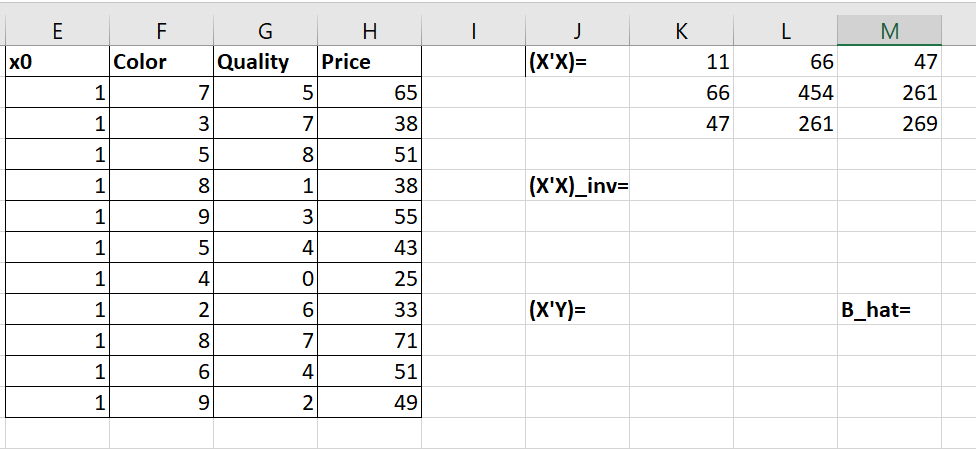 E F G H I J K L M
x0 Color Quality Price (X'X)= 11 66 47
1 7 5 65 66 454 261
1 3 7 38 47 261 269
1 5 8 51
1 8 1 38 (X'X)_inv=
1 9 3 55
1 5 4 43
1 4 0 25
1 2 6 33 (X'Y)= B_hat=
1 8 7 71
1 6 4 51
1 9 2 49